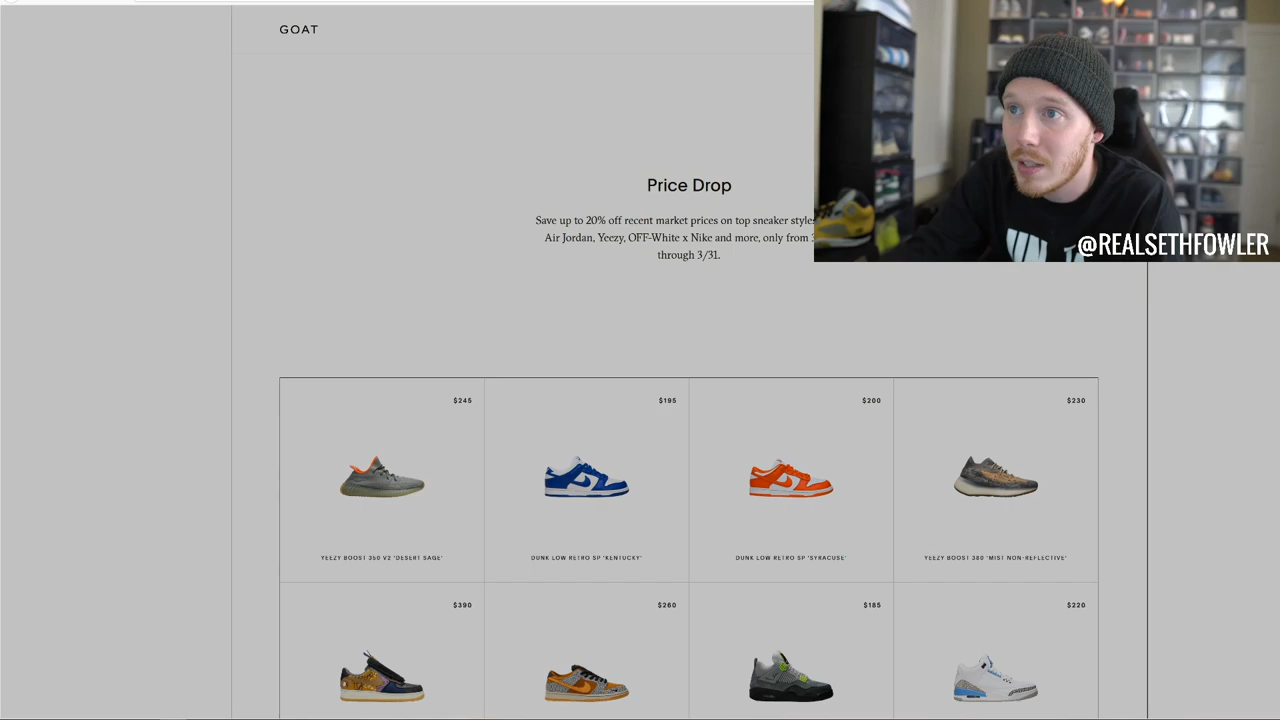 GOAT
Price Drop
Save up to 20% off recent market prices on top sneaker styles
Air Jordan, Yeezy, OFF-White x Nike and more, only from
through 3/31.
@REALSETHFOWLER
$245
$195
$200
$230
YEEZY BOOST 350 V2 'DESERT SAGE'
DUNK LOW RETRO SP 'KENTUCKY'
DUNK LOW RETRO SP 'SYRACUSE'
YEEZY BOOST 380 'MIST NON-REFLECTIVE'
$390
$260
$185
$220